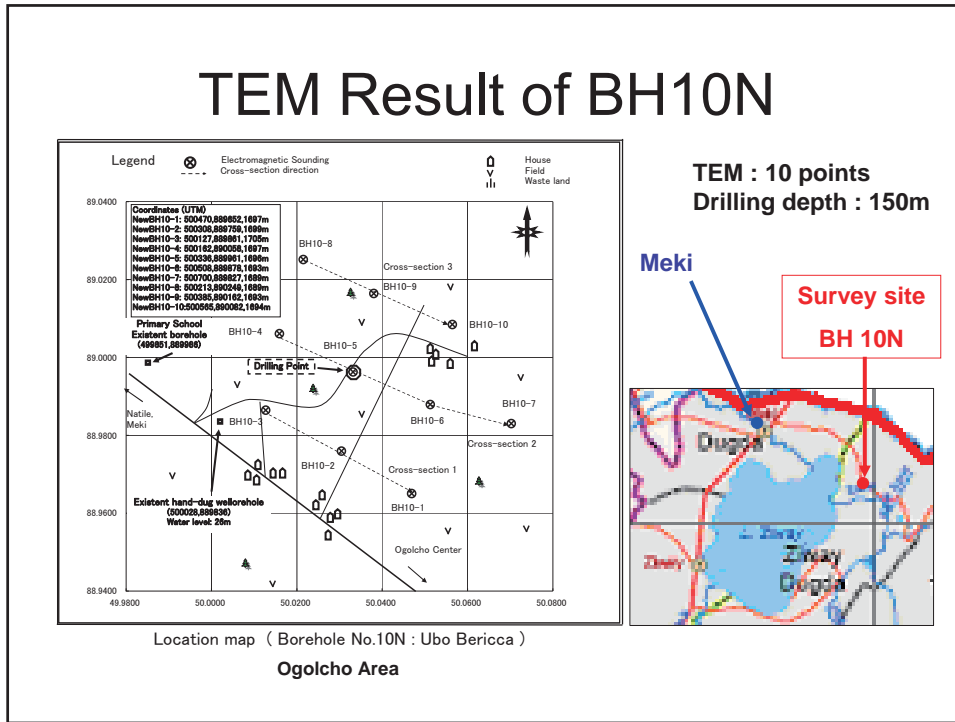 TEM Result of BH10N
Legend
Electromagnetic Sounding
Cross-section direction
House
Field
Waste land
TEM : 10 points
Drilling depth : 150m
89.0400
89.0200
89.0000
88.9800
88.9600
88.9400
49.9800
50.0000
50.0200
50.0400
50.0600
50.0800
Coordinates (UTM)
NewBH10-1: 500470,889652,1697m
NewBH10-2: 500308,889759,1699m
NewBH10-3: 500127,889861,1705m
NewBH10-4: 500162,890058,1697m
NewBH10-5: 500336,889961,1696m
NewBH10-6: 500508,889878,1693m
NewBH10-7: 500700,889827,1689m
NewBH10-8: 500213,890249,1689m
NewBH10-9: 500385,890162,1693m
NewBH10-10:500565,890082,1694m
BH10-8
Cross-section 3
BH10-9
BH10-10
Primary School
Existent borehole
(499851,889986)
BH10-4
BH10-5
Drilling Point
BH10-7
BH10-6
Cross-section 2
Natile,
Meki
BH10-3
BH10-2
Cross-section 1
BH10-1
Existent hand-dug wellorehole
(500028,889836)
Water level: 26m
Ogolcho Center
Location map ( Borehole No.10N : Ubo Bericca )
Ogolcho Area
Meki
Survey site
BH 10N
Dugda
L. Ziway
Ziway
Ziway
Dugda